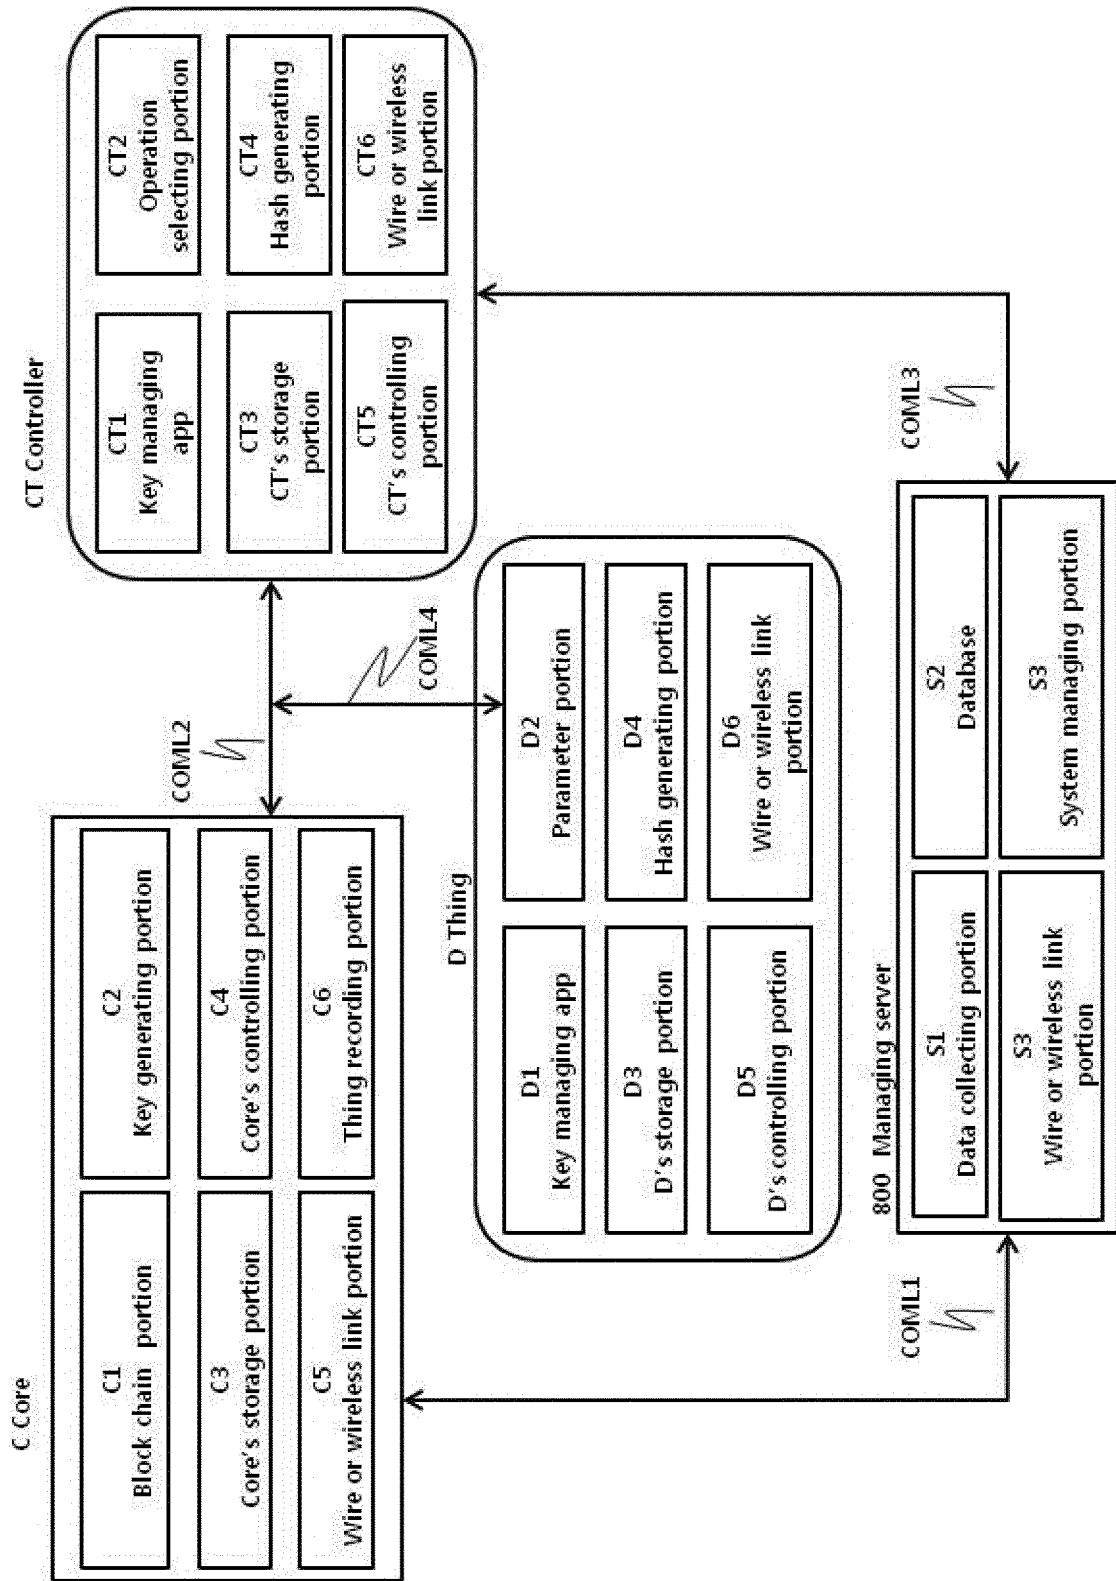 C Core
C1
Block chain portion
C2
Key generating portion
C3
Core's storage portion
C4
Core's controlling portion
C5
Wire or wireless link portion
C6
Thing recording portion
COML2
CT Controller
CT1
Key managing
app
CT2
Operation
selecting portion
CT3
CT's storage
portion
CT4
Hash generating
portion
CT5
CT's controlling
portion
CT6
Wire or wireless
link portion
COML4
D Thing
D1
Key managing app
D2
Parameter portion
D3
D's storage portion
D4
Hash generating portion
D5
D's controlling portion
D6
Wire or wireless link
portion
COML1
800 Managing server
S1
Data collecting portion
S2
Database
S3
Wire or wireless link
portion
S3
System managing portion
COML3